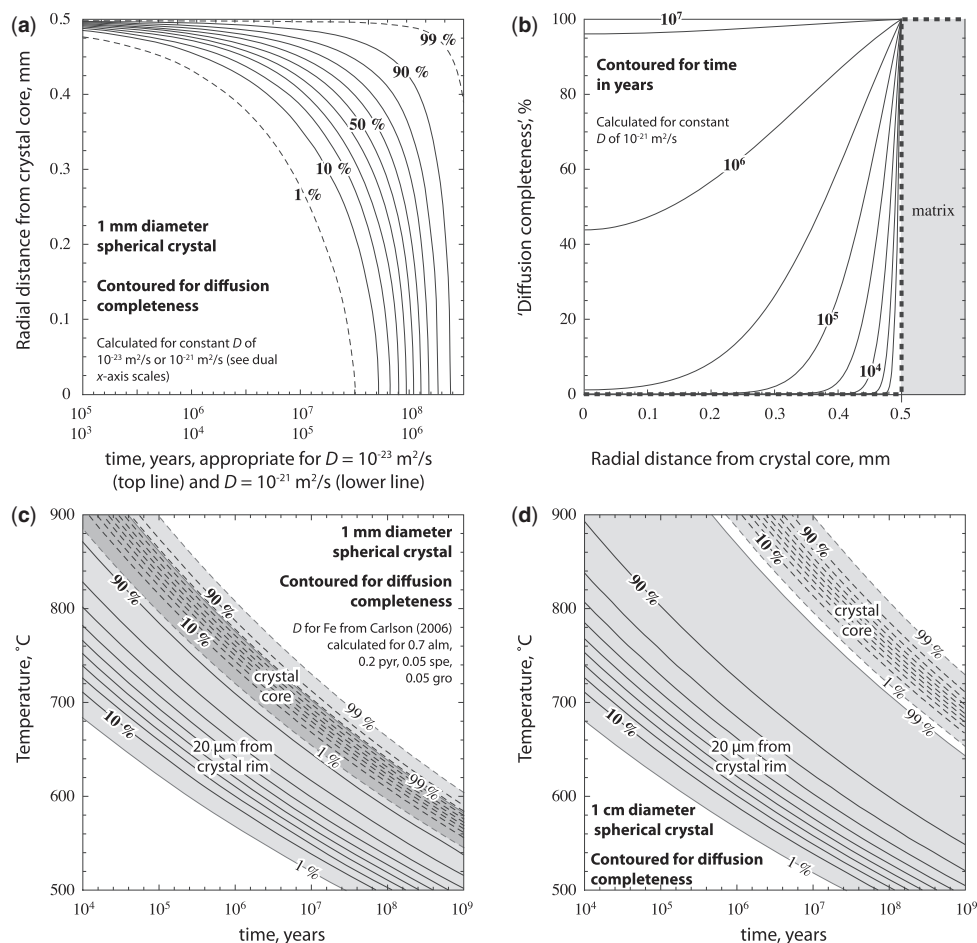 (a)
0.5
0.4
0.3
0.2
0.1
0
Radial distance from crystal core, mm
99 %
90 %
50 %
10 %
1 %
1 mm diameter
spherical crystal
Contoured for diffusion
completeness
Calculated for constant D of
10⁻²³ m²/s or 10⁻²¹ m²/s (see dual
x-axis scales)
10⁵ 10⁶ 10⁷ 10⁸
10³ 10⁴ 10⁵ 10⁶
time, years, appropriate for D = 10⁻²³ m²/s
(top line) and D = 10⁻²¹ m²/s (lower line)
(b)
100
80
60
40
20
0
'Diffusion completeness', %
10⁷
Contoured for time
in years
Calculated for constant
D of 10⁻²¹ m²/s
10⁶
10⁵
10⁴
matrix
0 0.1 0.2 0.3 0.4 0.5
Radial distance from crystal core, mm
(c)
900
800
700
600
500
Temperature, ˚C
1 mm diameter
spherical crystal
Contoured for diffusion
completeness
D for Fe from Carlson (2006)
calculated for 0.7 alm,
0.2 pyr, 0.05 spe,
0.05 gro
90 %
90 %
10 %
crystal
core
99 %
10 %
20 µm from
crystal rim
1 %
99 %
1 %
10⁴ 10⁵ 10⁶ 10⁷ 10⁸ 10⁹
time, years
(d)
900
800
700
600
500
Temperature, ˚C
90 %
10 %
90 %
crystal
core
99 %
1 %
99 %
10 %
20 µm from
crystal rim
1 cm diameter
spherical crystal
Contoured for diffusion
completeness
1 %
10⁴ 10⁵ 10⁶ 10⁷ 10⁸ 10⁹
time, years